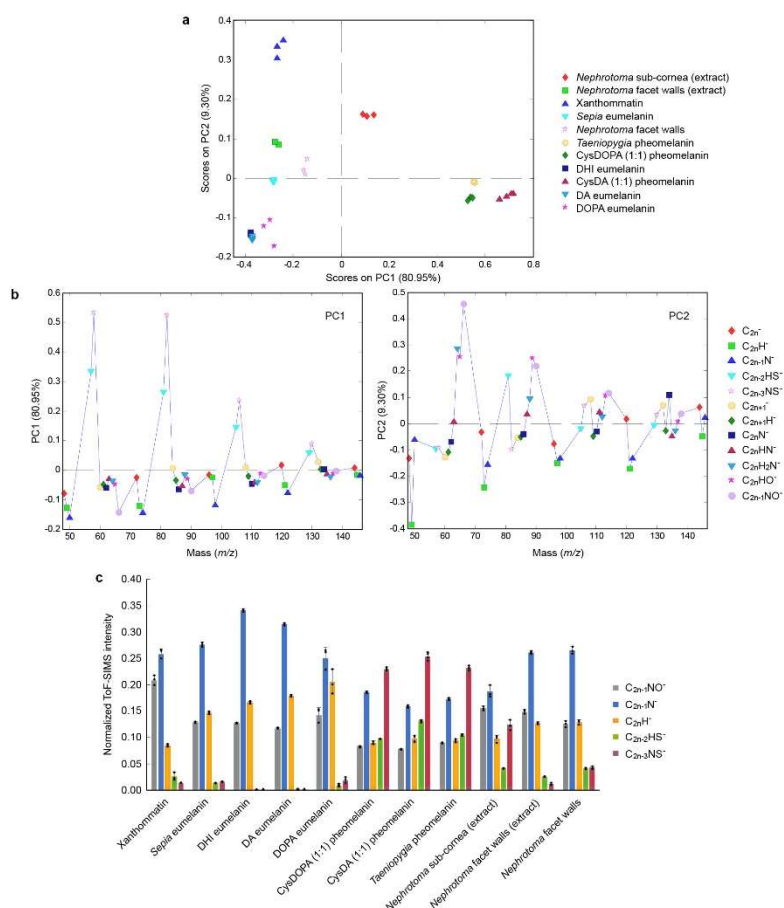 a
0.4
0.3
0.2
0.1
0
-0.1
-0.2
Scores on PC2 (9.30%)
-0.4
-0.2
0
0.2
0.4
0.6
0.8
Scores on PC1 (80.95%)
Nephrotoma sub-cornea (extract)
Nephrotoma facet walls (extract)
Xanthommatin
Sepia eumelanin
Nephrotoma facet walls
Taeniopygia pheomelanin
CysDOPA (1:1) pheomelanin
DHI eumelanin
CysDA (1:1) pheomelanin
DA eumelanin
DOPA eumelanin
b
PC1
0.6
0.5
0.4
0.3
0.2
0.1
0
-0.1
-0.2
PC1 (80.95%)
50
60
70
80
90
100
110
120
130
140
Mass (m/z)
PC2
0.5
0.4
0.3
0.2
0.1
0
-0.1
-0.2
-0.3
-0.4
PC2 (9.30%)
50
60
70
80
90
100
110
120
130
140
Mass (m/z)
C₂ₙ⁻
C₂ₙH⁻
C₂ₙ₋₁N⁻
C₂ₙ₋₂HS⁻
C₂ₙ₋₃NS⁻
C₂ₙ₊₁⁻
C₂ₙ₊₁H⁻
C₂ₙN⁻
C₂ₙHN⁻
C₂ₙH2N⁻
C₂ₙHO⁻
C₂ₙ₋₁NO⁻
c
0.40
0.35
0.30
0.25
0.20
0.15
0.10
0.05
0.00
Normalized ToF-SIMS intensity
Xanthommatin
Sepia eumelanin
DHI eumelanin
DA eumelanin
DOPA eumelanin
CysDOPA (1:1) pheomelanin
CysDA (1:1) pheomelanin
Taeniopygia pheomelanin
Nephrotoma sub-cornea (extract)
Nephrotoma facet walls (extract)
Nephrotoma facet walls
C₂ₙ₋₁NO⁻
C₂ₙ₋₁N⁻
C₂ₙH⁻
C₂ₙ₋₂HS⁻
C₂ₙ₋₃NS⁻